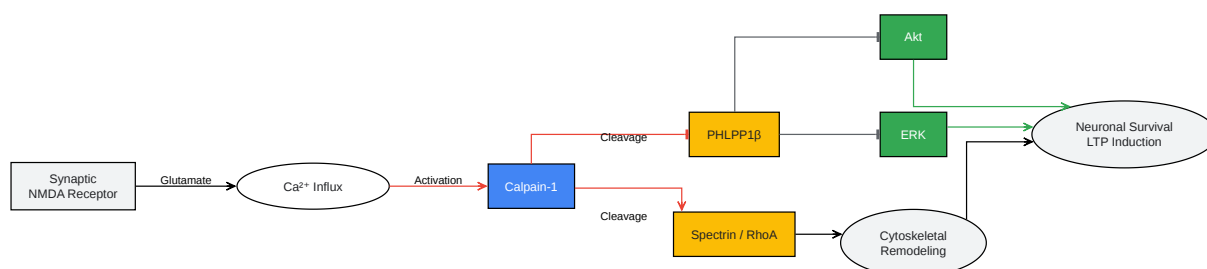 Synaptic
NMDA Receptor
Glutamate
Ca²⁺ Influx
Activation
Calpain-1
Cleavage
PHLPP1β
Akt
ERK
Neuronal Survival
LTP Induction
Cleavage
Spectrin / RhoA
Cytoskeletal
Remodeling